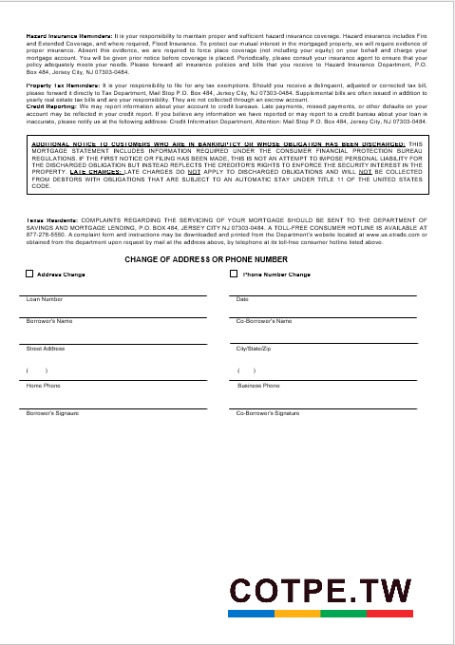 Hazard Insurance Reminders: It is your responsibility to maintain proper and sufficient hazard insurance coverage. Hazard insurance includes Fire
and Extended Coverage, and where required, Flood Insurance. To protect our mutual interest in the mortgaged property, we will require evidence of
proper insurance. Absent this evidence, we are required to force place coverage (not including your equity) on your behalf and charge your
mortgage account. You will be given prior notice before coverage is placed. Periodically, please consult your insurance agent to ensure that your
policy adequately meets your needs. Please forward all insurance policies and bills that you receive to Hazard Insurance Department, P.O.
Box 484, Jersey City, NJ 07303-0484.
Property Tax Reminders: It is your responsibility to file for any tax exemptions. Should you receive a delinquent, adjusted or corrected tax bill,
please forward it directly to Tax Department, Mail Stop P.O. Box 484, Jersey City, NJ 07303-0484. Supplemental bills are often issued in addition to
yearly real estate tax bills and are your responsibility. They are not collected through an escrow account.
Credit Reporting: We may report information about your account to credit bureaus. Late payments, missed payments, or other defaults on your
account may be reflected in your credit report. If you believe any information we have reported or may report to a credit bureau about your loan is
inaccurate, please notify us at the following address: Credit Information Department, Attention: Mail Stop P.O. Box 484, Jersey City, NJ 07303-0484.
ADDITIONAL NOTICE TO CUSTOMERS WHO ARE IN BANKRUPTCY OR WHOSE OBLIGATION HAS BEEN DISCHARGED: THIS
MORTGAGE STATEMENT INCLUDES INFORMATION REQUIRED UNDER THE CONSUMER FINANCIAL PROTECTION BUREAU
REGULATIONS. IF THE FIRST NOTICE OR FILING HAS BEEN MADE, THIS IS NOT AN ATTEMPT TO IMPOSE PERSONAL LIABILITY FOR
THE DISCHARGED OBLIGATION BUT INSTEAD REFLECTS THE CREDITOR'S RIGHTS TO ENFORCE THE SECURITY INTEREST IN THE
PROPERTY. LATE CHARGES: LATE CHARGES DO NOT APPLY TO DISCHARGED OBLIGATIONS AND WILL NOT BE COLLECTED
FROM DEBTORS WITH OBLIGATIONS THAT ARE SUBJECT TO AN AUTOMATIC STAY UNDER TITLE 11 OF THE UNITED STATES
CODE.
Texas Residents: COMPLAINTS REGARDING THE SERVICING OF YOUR MORTGAGE SHOULD BE SENT TO THE DEPARTMENT OF
SAVINGS AND MORTGAGE LENDING, P.O. BOX 484, JERSEY CITY NJ 07303-0484. A TOLL-FREE CONSUMER HOTLINE IS AVAILABLE AT
877-276-5550. A complaint form and instructions may be downloaded and printed from the Department's website located at www.us.etrade.com or
obtained from the department upon request by mail at the address above, by telephone at its toll-free consumer hotline listed above.
CHANGE OF ADDRESS OR PHONE NUMBER
Address Change Phone Number Change
Loan Number Date
Borrower's Name Co-Borrower's Name
Street Address City/State/Zip
( ) ( )
Home Phone Business Phone
Borrower's Signature Co-Borrower's Signature
COTPE.TW